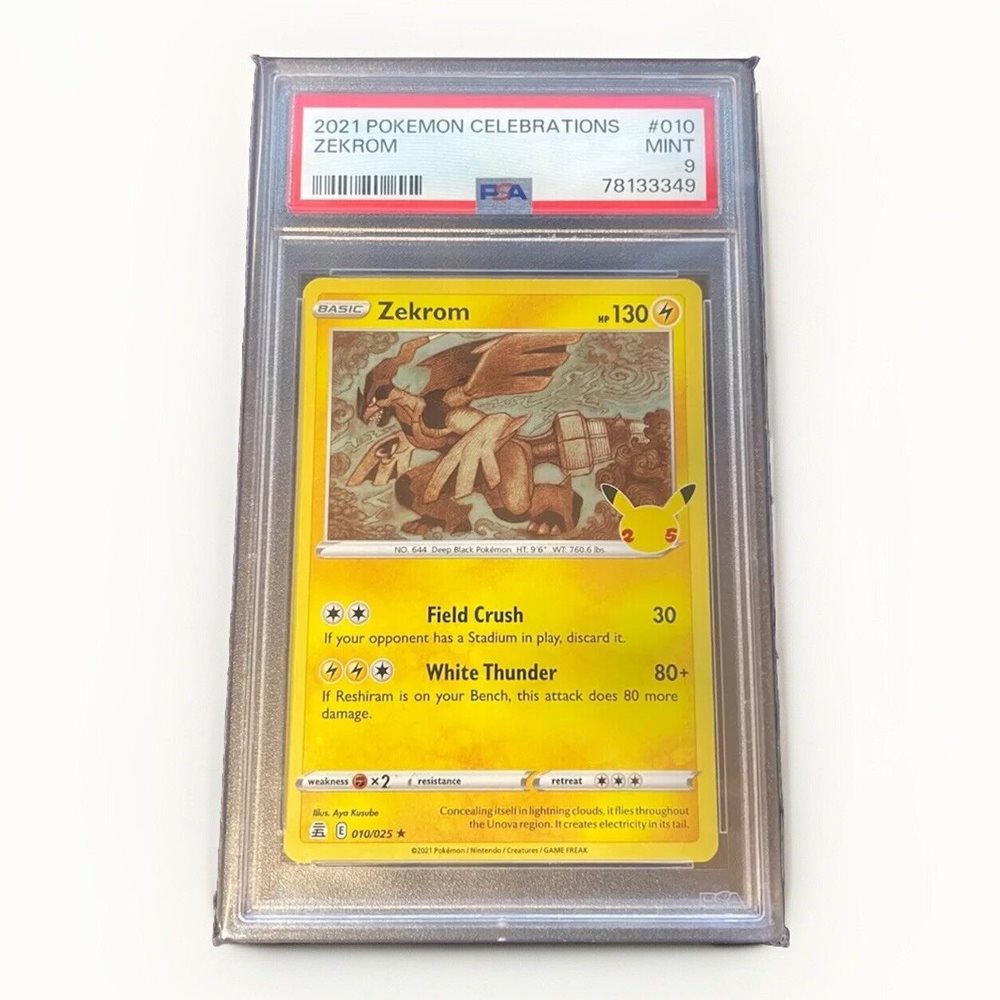 2021 POKEMON CELEBRATIONS #010
ZEKROM MINT
9
PSA 78133349
BASIC Zekrom HP 130
NO. 644 Deep Black Pokémon HT: 9'6" WT: 760.6 lbs.
25
Field Crush 30
If your opponent has a Stadium in play, discard it.
White Thunder 80+
If Reshiram is on your Bench, this attack does 80 more
damage.
weakness ×2 resistance retreat
Illus. Aya Kusube
Concealing itself in lightning clouds, it flies throughout
the Unova region. It creates electricity in its tail.
E 010/025 ★
©2021 Pokémon / Nintendo / Creatures / GAME FREAK
PSA